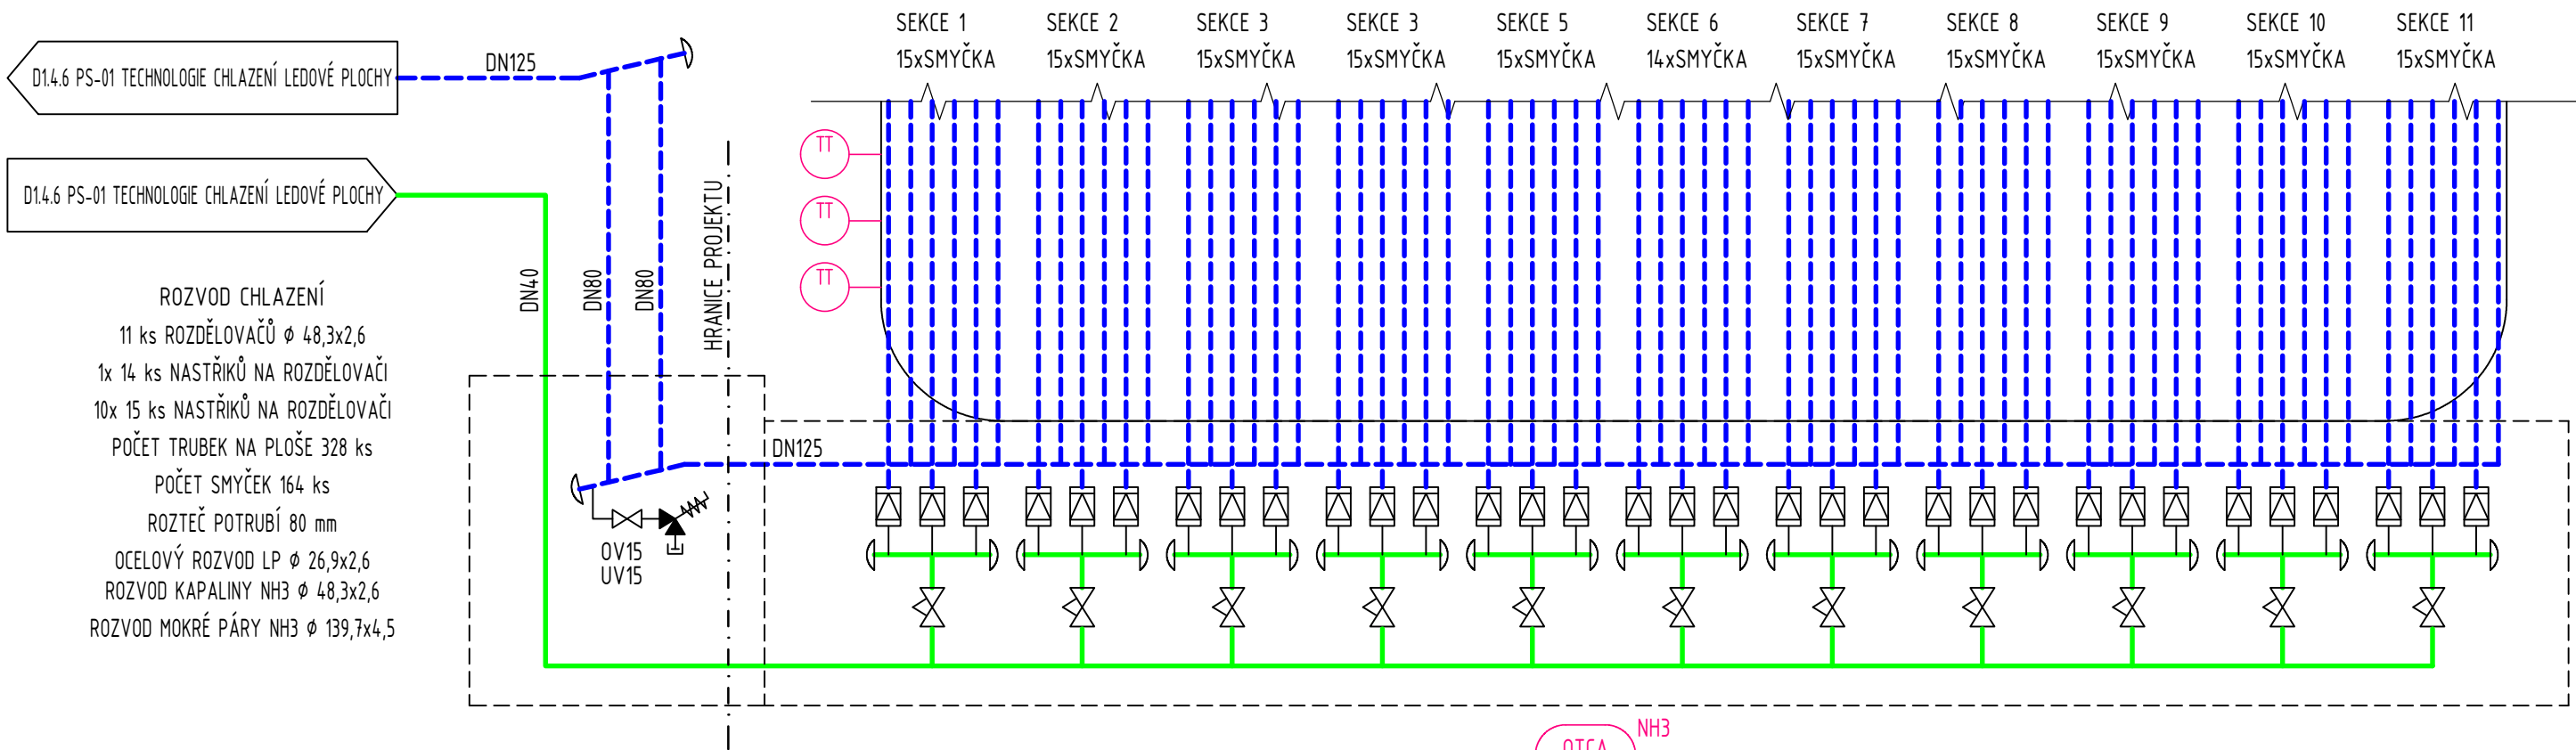 SEKCE 1
SEKCE 2
SEKCE 3
SEKCE 3
SEKCE 5
SEKCE 6
SEKCE 7
SEKCE 8
SEKCE 9
SEKCE 10
SEKCE 11
15xSMYČKA
15xSMYČKA
15xSMYČKA
15xSMYČKA
15xSMYČKA
14xSMYČKA
15xSMYČKA
15xSMYČKA
15xSMYČKA
15xSMYČKA
15xSMYČKA
D1.4.6 PS-01 TECHNOLOGIE CHLAZENÍ LEDOVÉ PLOCHY
DN125
D1.4.6 PS-01 TECHNOLOGIE CHLAZENÍ LEDOVÉ PLOCHY
TT
TT
TT
HRANICE PROJEKTU
DN40
DN80
DN80
ROZVOD CHLAZENÍ
11 ks ROZDĚLOVAČŮ ϕ 48,3x2,6
1x 14 ks NASTŘIKŮ NA ROZDĚLOVAČI
10x 15 ks NASTŘIKŮ NA ROZDĚLOVAČI
POČET TRUBEK NA PLOŠE 328 ks
POČET SMYČEK 164 ks
ROZTEČ POTRUBÍ 80 mm
OCELOVÝ ROZVOD LP ϕ 26,9x2,6
ROZVOD KAPALINY NH3 ϕ 48,3x2,6
ROZVOD MOKRÉ PÁRY NH3 ϕ 139,7x4,5
DN125
OV15
UV15
NH3